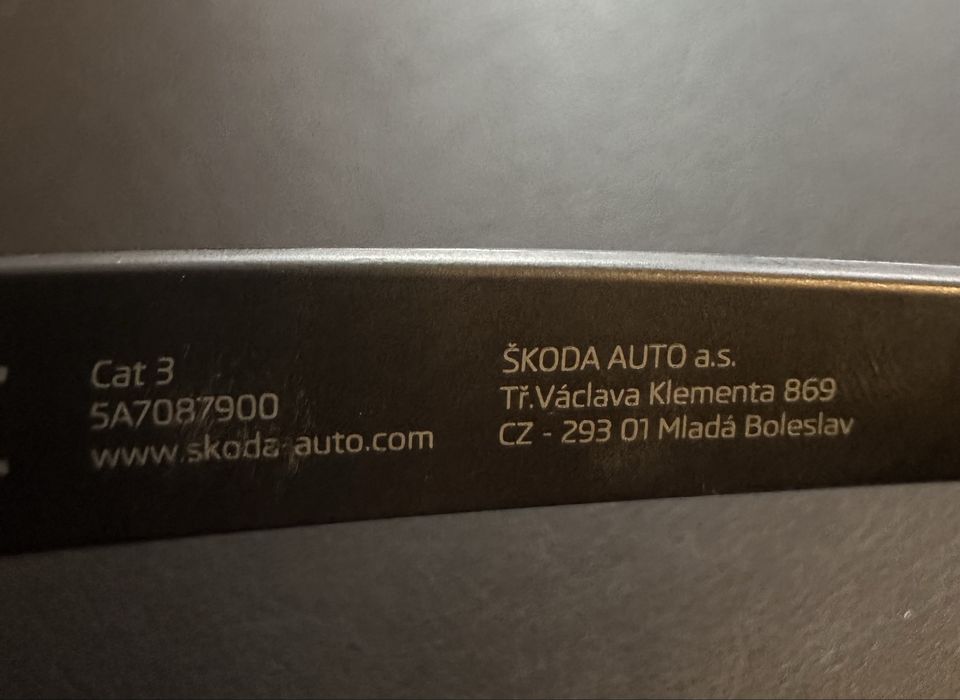 Cat 3
5A7087900
www.skoda-auto.com
ŠKODA AUTO a.s.
Tř.Václava Klementa 869
CZ - 293 01 Mladá Boleslav